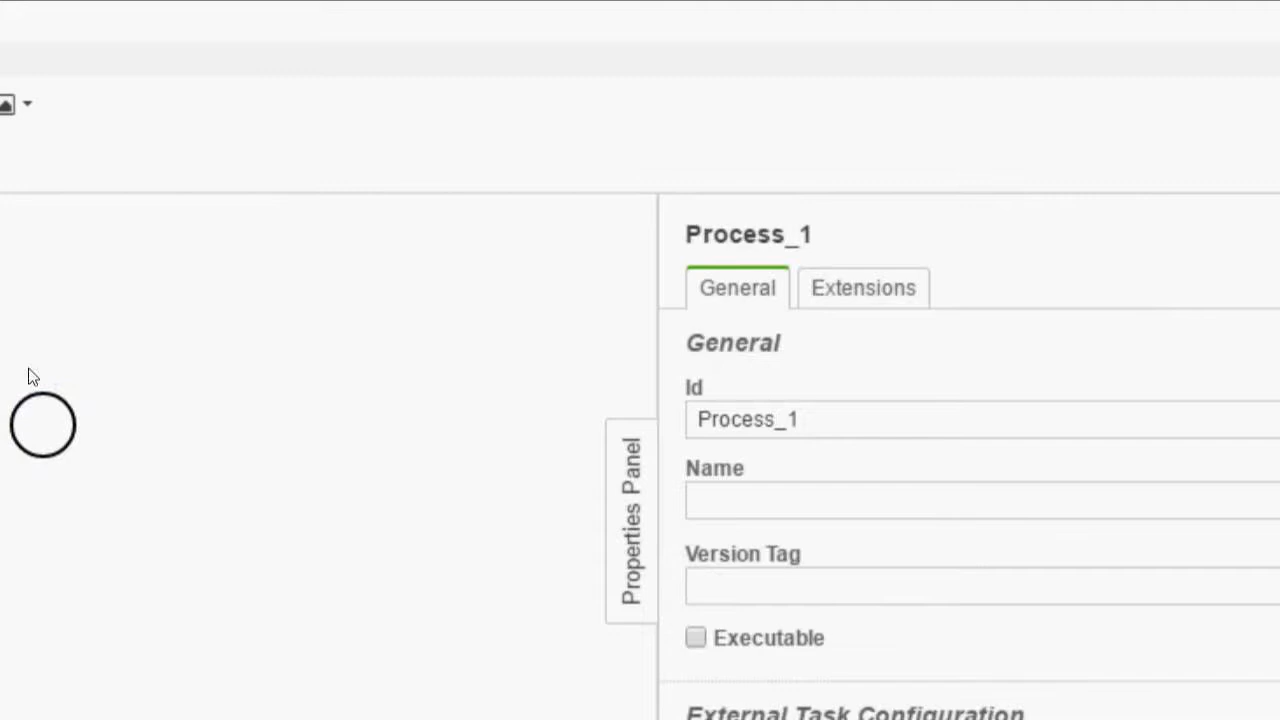 Process_1
General
Extensions
General
Id
Process_1
Name
Version Tag
Executable
External Task Configuration
Properties Panel